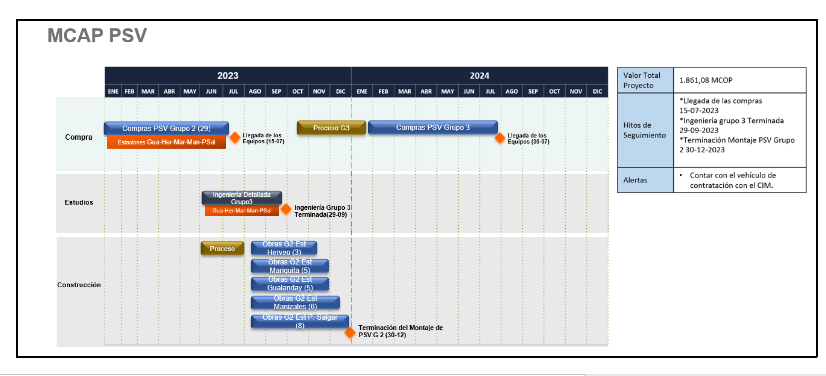 MCAP PSV
2023
2024
ENE FEB MAR ABR MAY JUN JUL AGO SEP OCT NOV DIC ENE FEB MAR ABR MAY JUN JUL AGO SEP OCT NOV DIC
Compra
Compras PSV Grupo 2 (29)
Estaciones Gua-Her-Mar-Man-PSal
Llegada de los
Equipos (15-07)
Proceso G3
Compras PSV Grupo 3
Llegada de los
Equipos (30-07)
Estudios
Ingeniería Detallada
Grupo3
Gua-Her-Mar-Man-PSal
Ingeniería Grupo 3
Terminada(29-09)
Construcción
Proceso
Obras G2 Est
Herveo (3)
Obras G2 Est
Mariquita (5)
Obras G2 Est
Gualanday (5)
Obras G2 Est
Manizales (6)
Obras G2 Est P. Salgar
(8)
Terminación del Montaje de
PSV G 2 (30-12)
Valor Total
Proyecto
1.861,08 MCOP
Hitos de
Seguimiento
*Llegada de las compras
15-07-2023
*Ingeniería grupo 3 Terminada
29-09-2023
*Terminación Montaje PSV Grupo
2 30-12-2023
Alertas
• Contar con el vehículo de
contratación con el CIM.